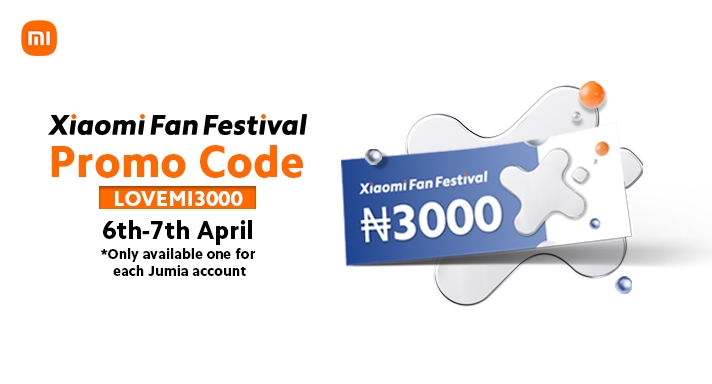 mi
Xiaomi Fan Festival
Promo Code
LOVEMI3000
6th-7th April
*Only available one for
each Jumia account
Xiaomi Fan Festival
₦3000